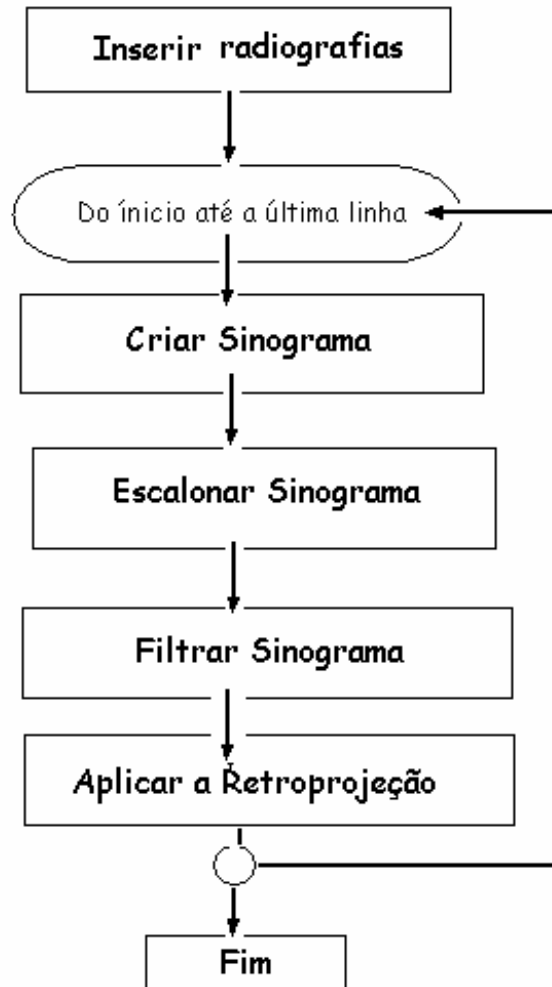 Inserir radiografias
Do ínicio até a última linha
Criar Sinograma
Escalonar Sinograma
Filtrar Sinograma
Aplicar a Retroprojeção
Fim